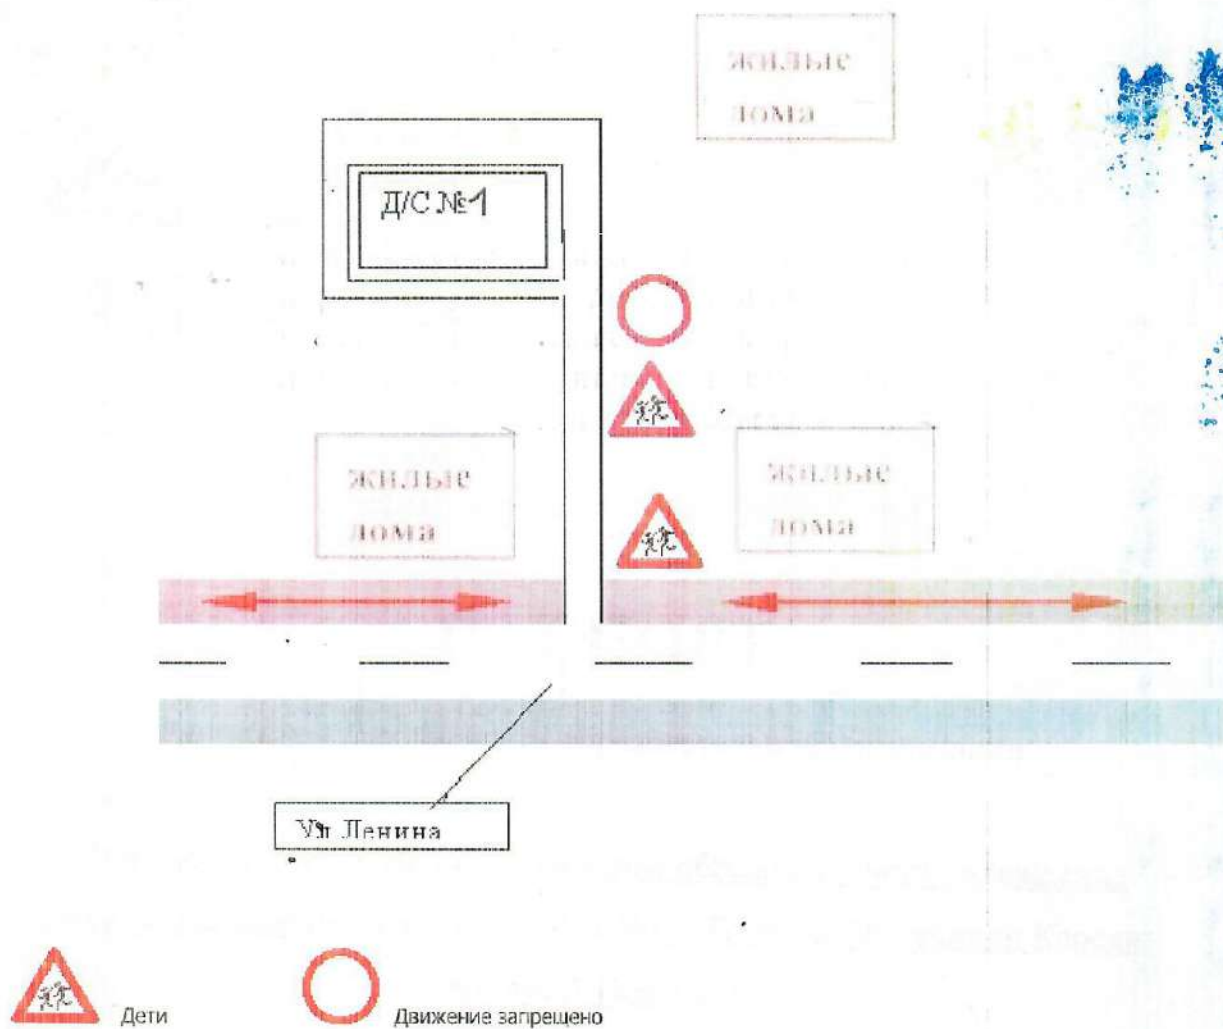 жилые
дома
Д/С №1
жилые
дома
жилые
дома
Ул Ленина
Дети
Движение запрещено